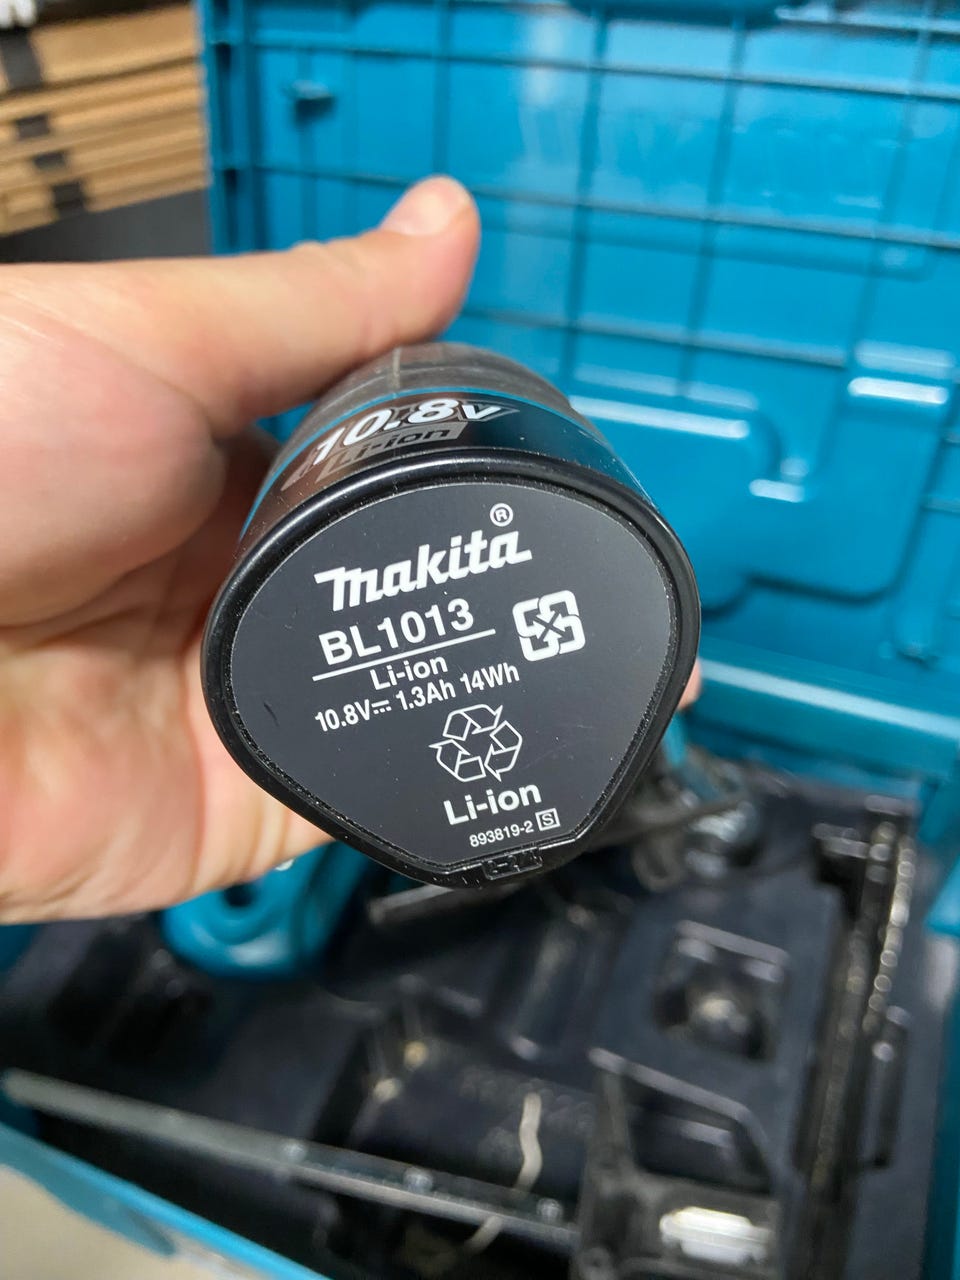 10.8v
Li-ion
makita®
BL1013
Li-ion
10.8V⎓ 1.3Ah 14Wh
Li-ion
893819-2 S